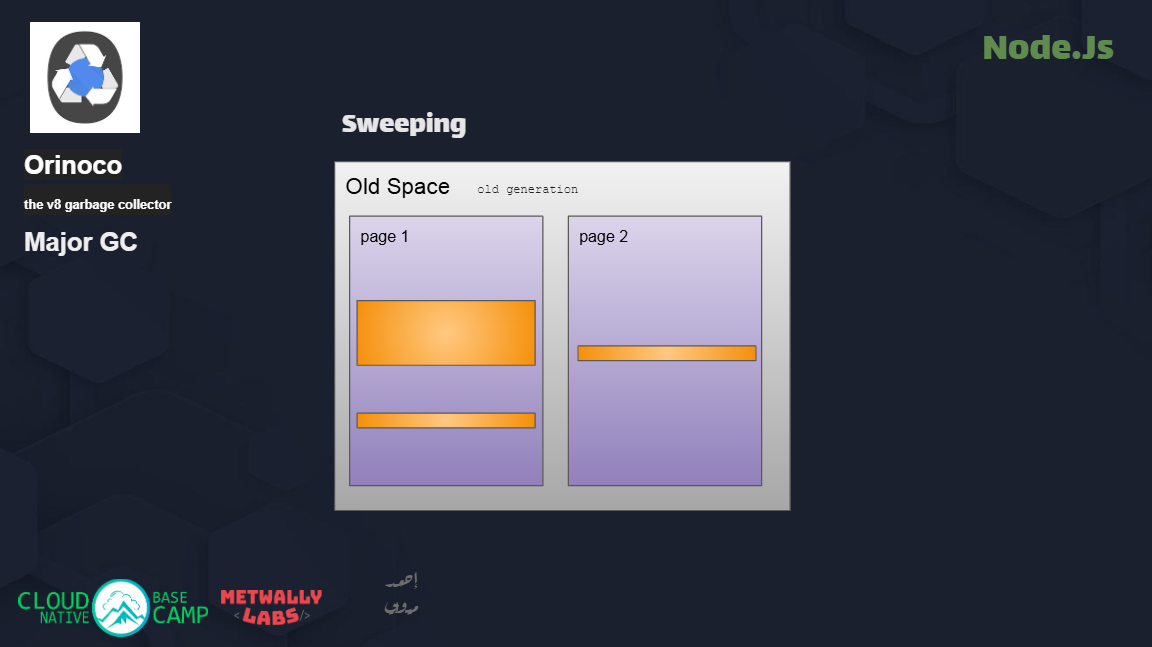 Node.Js
Orinoco
the v8 garbage collector
Major GC
Sweeping
Old Space old generation
page 1
page 2
CLOUD NATIVE
BASE CAMP
METWALLY
<LABS/>
أحمد